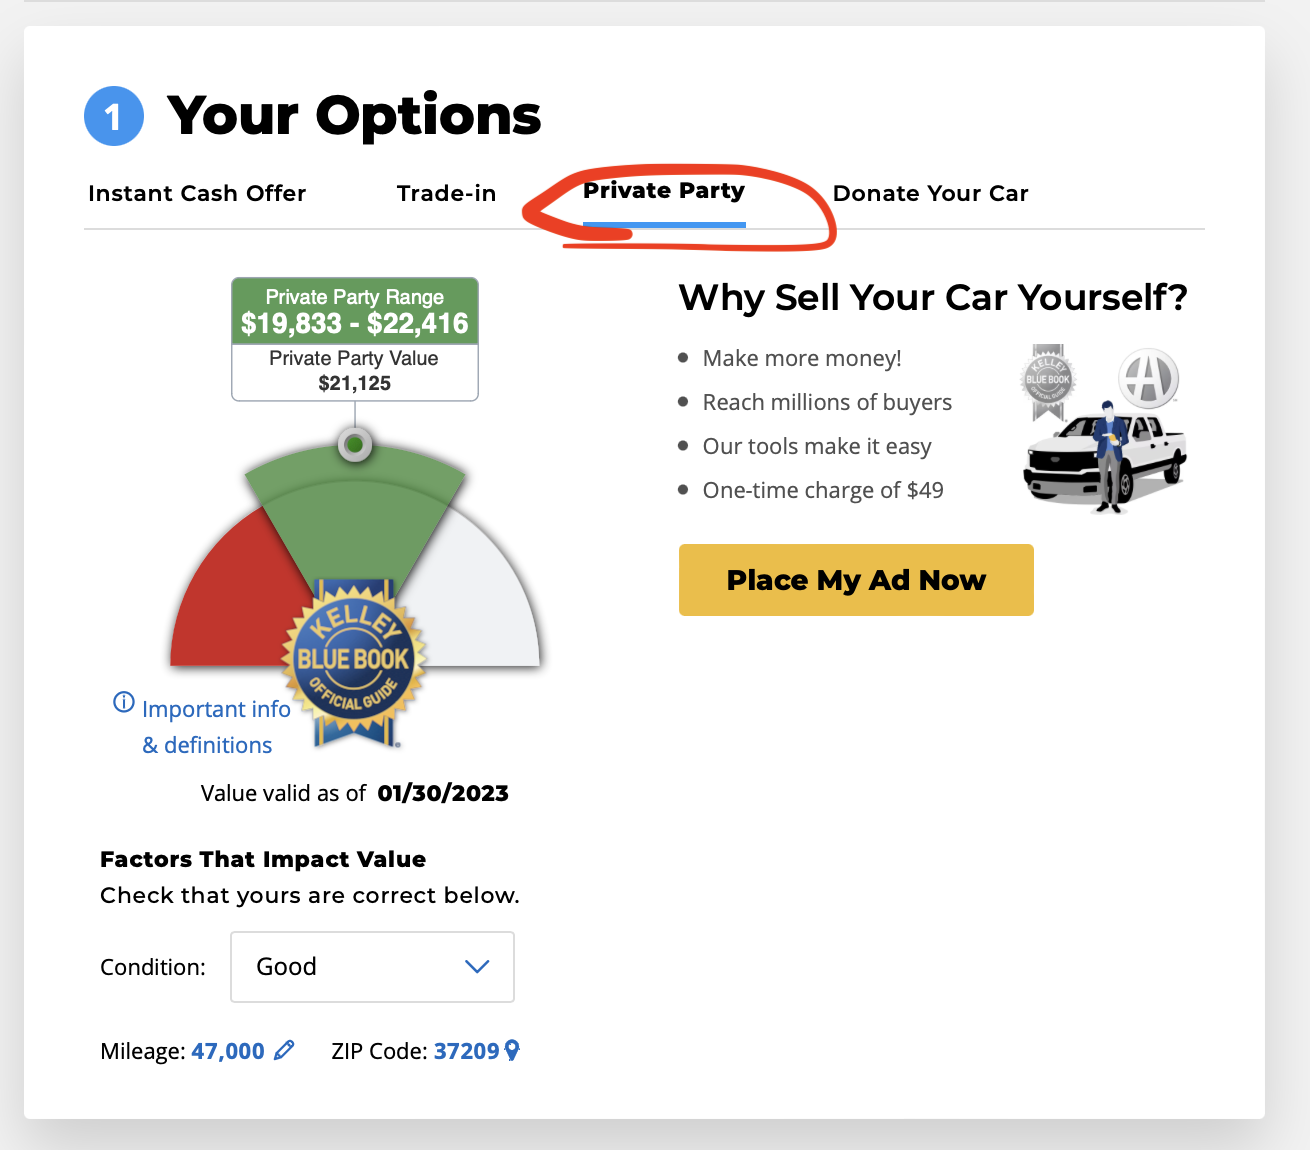 1 Your Options
Instant Cash Offer Trade-in Private Party Donate Your Car
Private Party Range
$19,833 - $22,416
Private Party Value
$21,125
KELLEY
BLUE BOOK
OFFICIAL GUIDE
Important info
& definitions
Value valid as of 01/30/2023
Factors That Impact Value
Check that yours are correct below.
Condition: Good
Mileage: 47,000 ZIP Code: 37209
Why Sell Your Car Yourself?
Make more money!
Reach millions of buyers
Our tools make it easy
One-time charge of $49
KELLEY
BLUE BOOK
OFFICIAL GUIDE
A
Place My Ad Now